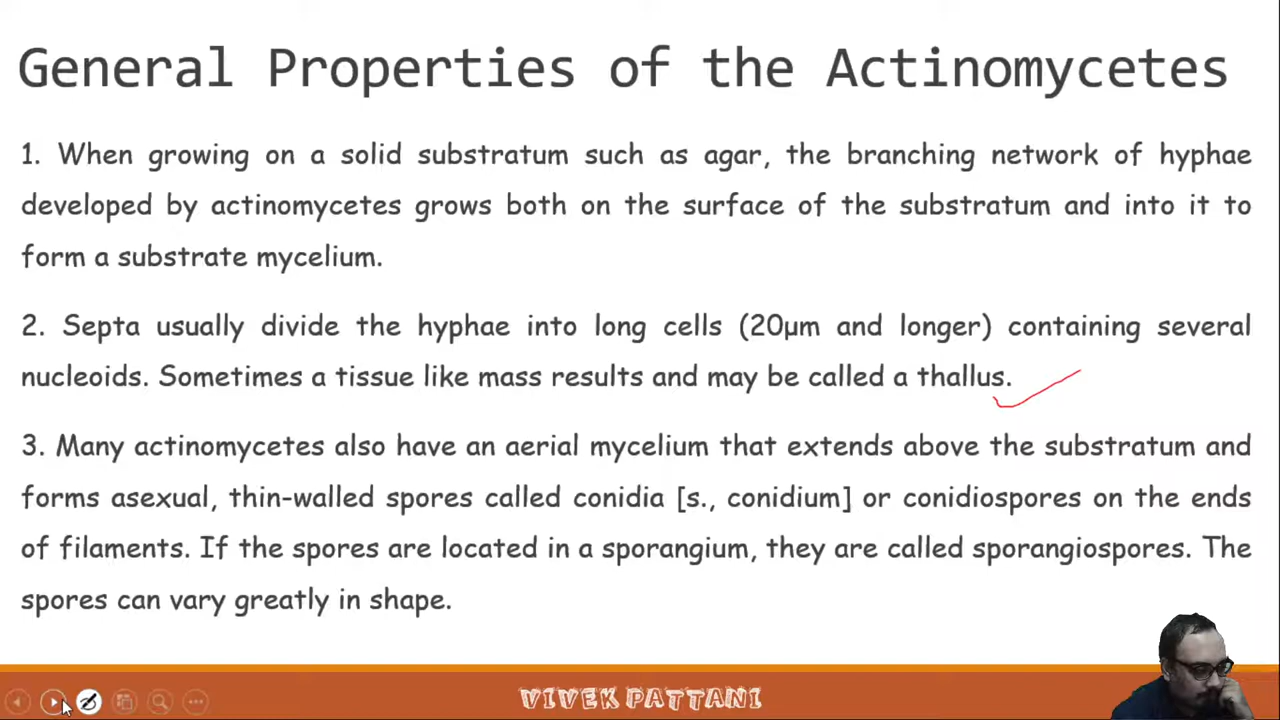 General Properties of the Actinomycetes
1. When growing on a solid substratum such as agar, the branching network of hyphae
developed by actinomycetes grows both on the surface of the substratum and into it to
form a substrate mycelium.
2. Septa usually divide the hyphae into long cells (20μm and longer) containing several
nucleoids. Sometimes a tissue like mass results and may be called a thallus.
3. Many actinomycetes also have an aerial mycelium that extends above the substratum and
forms asexual, thin-walled spores called conidia [s., conidium] or conidiospores on the ends
of filaments. If the spores are located in a sporangium, they are called sporangiospores. The
spores can vary greatly in shape.
VIVEK PATTANI